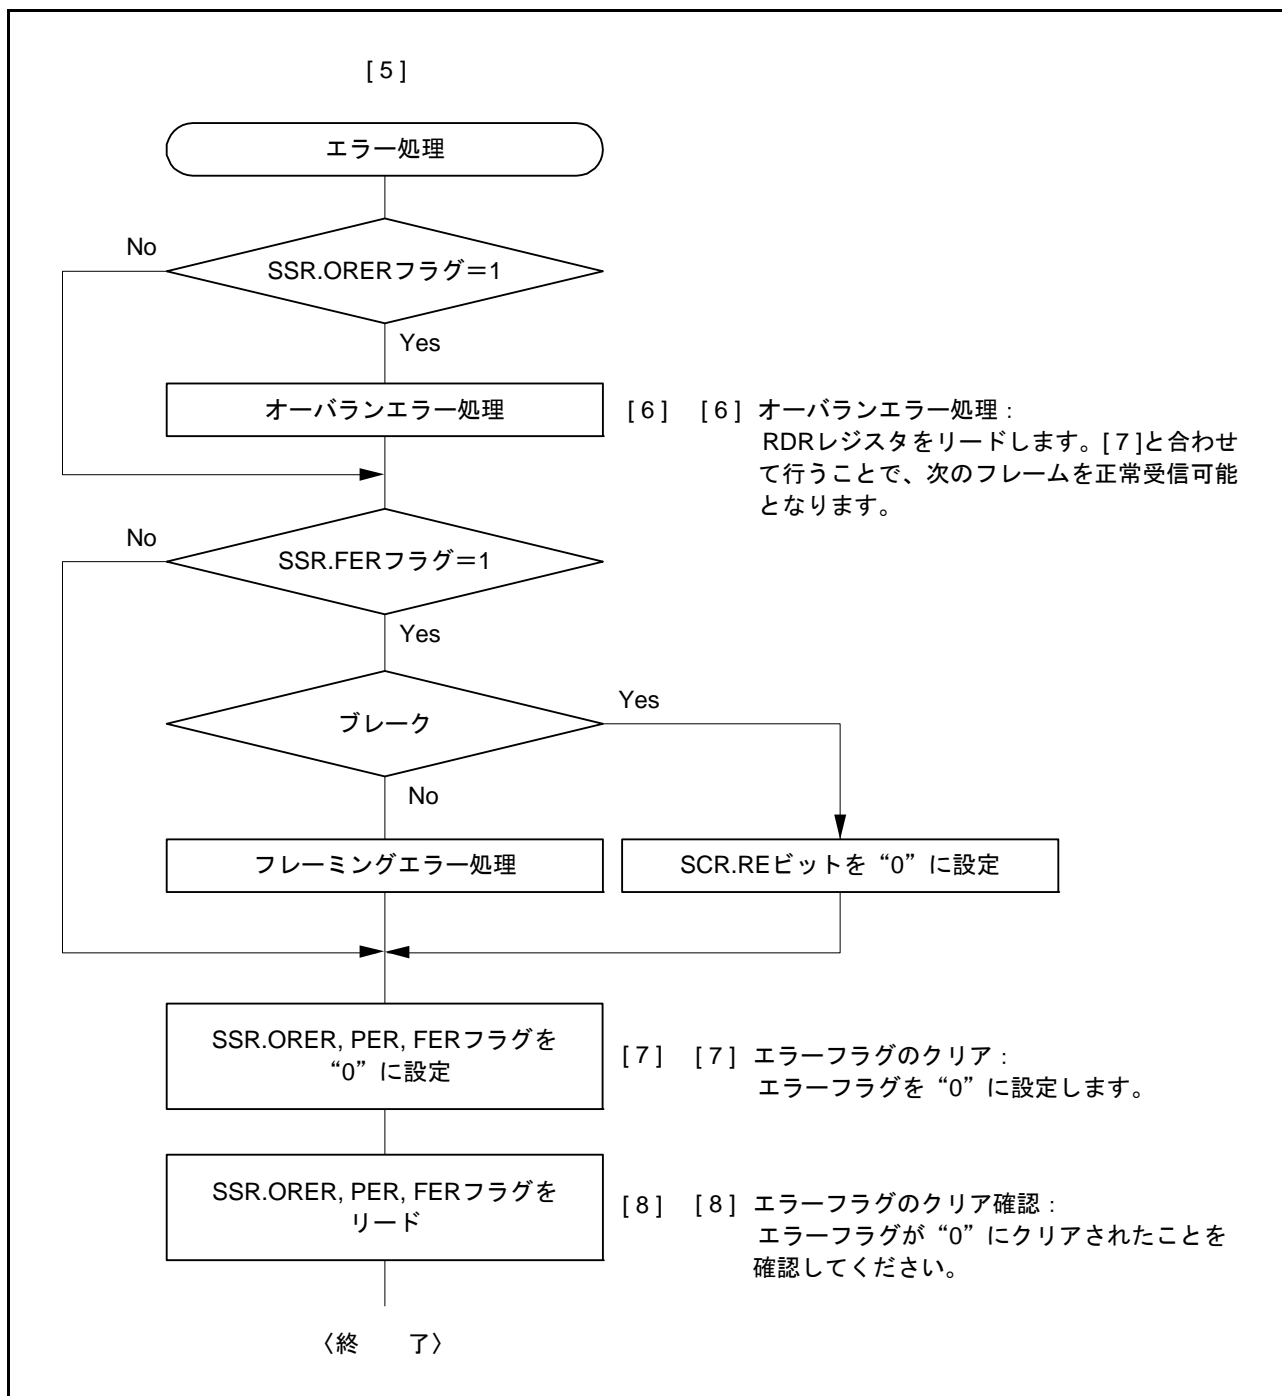 [ 5 ]
エラー処理
No
SSR.ORERフラグ＝1
Yes
オーバランエラー処理
[ 6 ]
[ 6 ] オーバランエラー処理：
RDRレジスタをリードします。[ 7 ]と合わせ
て行うことで、次のフレームを正常受信可能
となります。
No
SSR.FERフラグ＝1
Yes
ブレーク
Yes
No
フレーミングエラー処理
SCR.REビットを“0”に設定
SSR.ORER, PER, FERフラグを
“0”に設定
[ 7 ]
[ 7 ] エラーフラグのクリア：
エラーフラグを“0”に設定します。
SSR.ORER, PER, FERフラグを
リード
[ 8 ]
[ 8 ] エラーフラグのクリア確認：
エラーフラグが“0”にクリアされたことを
確認してください。
〈終　　了〉